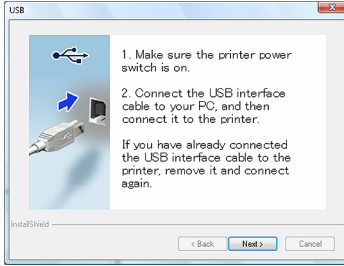 USB
1. Make sure the printer power
switch is on.
2. Connect the USB interface
cable to your PC, and then
connect it to the printer.
If you have already connected
the USB interface cable to the
printer, remove it and connect
again.
InstallShield
< Back
Next >
Cancel